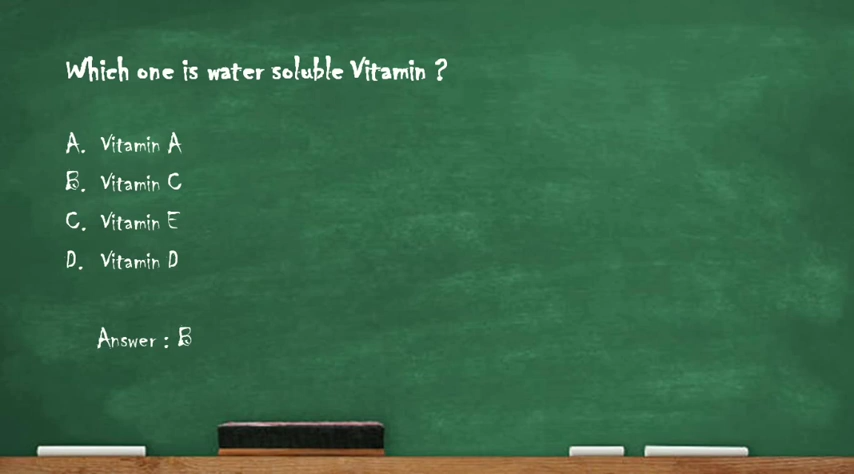 Which one is water soluble Vitamin ?
A. Vitamin A
B. Vitamin C
C. Vitamin E
D. Vitamin D
Answer : B